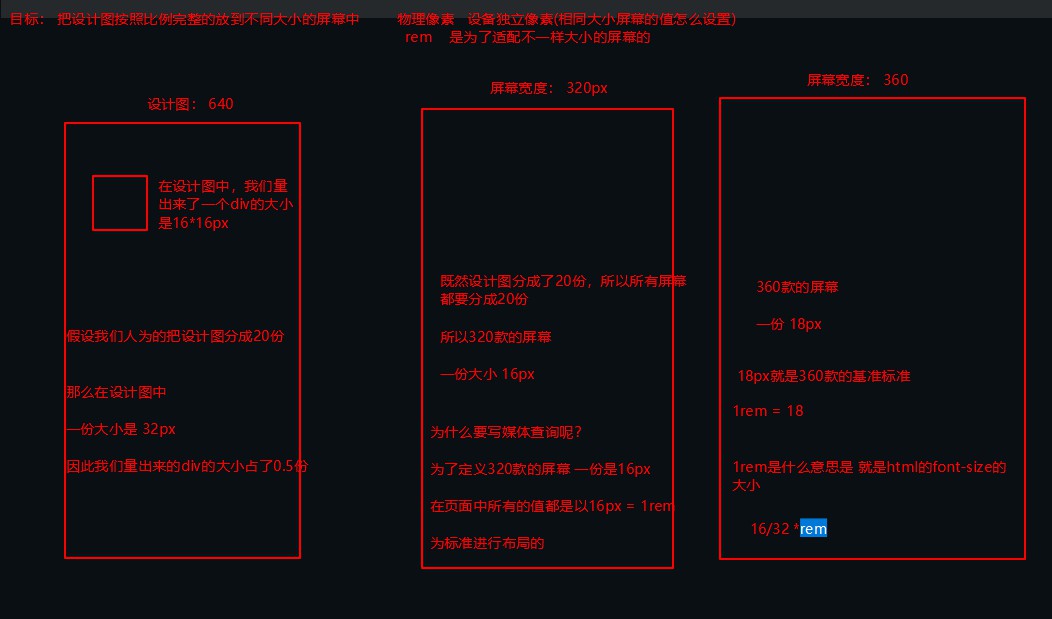 目标： 把设计图按照比例完整的放到不同大小的屏幕中
物理像素 设备独立像素(相同大小屏幕的值怎么设置)
rem 是为了适配不一样大小的屏幕的
设计图： 640
在设计图中，我们量
出来了一个div的大小
是16*16px
假设我们人为的把设计图分成20份
那么在设计图中
一份大小是 32px
因此我们量出来的div的大小占了0.5份
屏幕宽度： 320px
既然设计图分成了20份，所以所有屏幕
都要分成20份
所以320款的屏幕
一份大小 16px
为什么要写媒体查询呢？
为了定义320款的屏幕 一份是16px
在页面中所有的值都是以16px = 1rem
为标准进行布局的
屏幕宽度： 360
360款的屏幕
一份 18px
18px就是360款的基准标准
1rem = 18
1rem是什么意思是 就是html的font-size的
大小
16/32 *rem